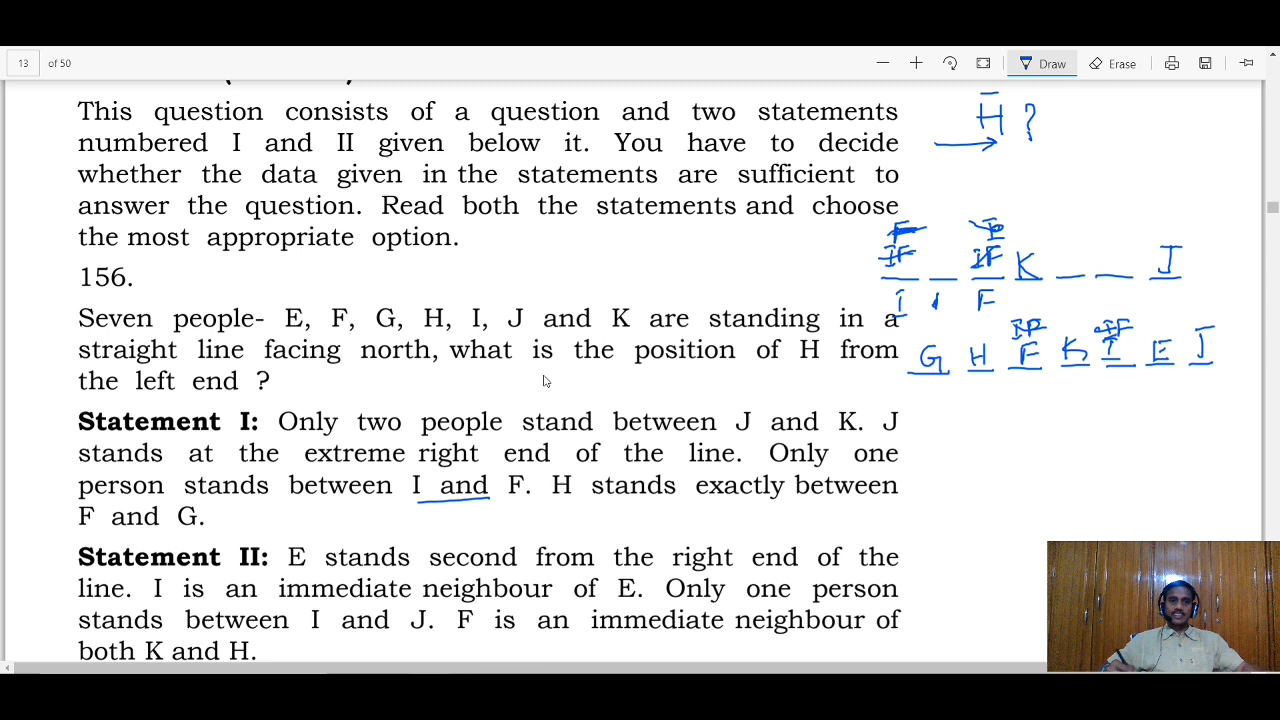 13 of 50
Draw
Erase
This question consists of a question and two statements
numbered I and II given below it. You have to decide
whether the data given in the statements are sufficient to
answer the question. Read both the statements and choose
the most appropriate option.
156.
Seven people- E, F, G, H, I, J and K are standing in a
straight line facing north, what is the position of H from
the left end ?
Statement I: Only two people stand between J and K. J
stands at the extreme right end of the line. Only one
person stands between I and F. H stands exactly between
F and G.
Statement II: E stands second from the right end of the
line. I is an immediate neighbour of E. Only one person
stands between I and J. F is an immediate neighbour of
both K and H.
H ?
K J
I F
G H F K I E J